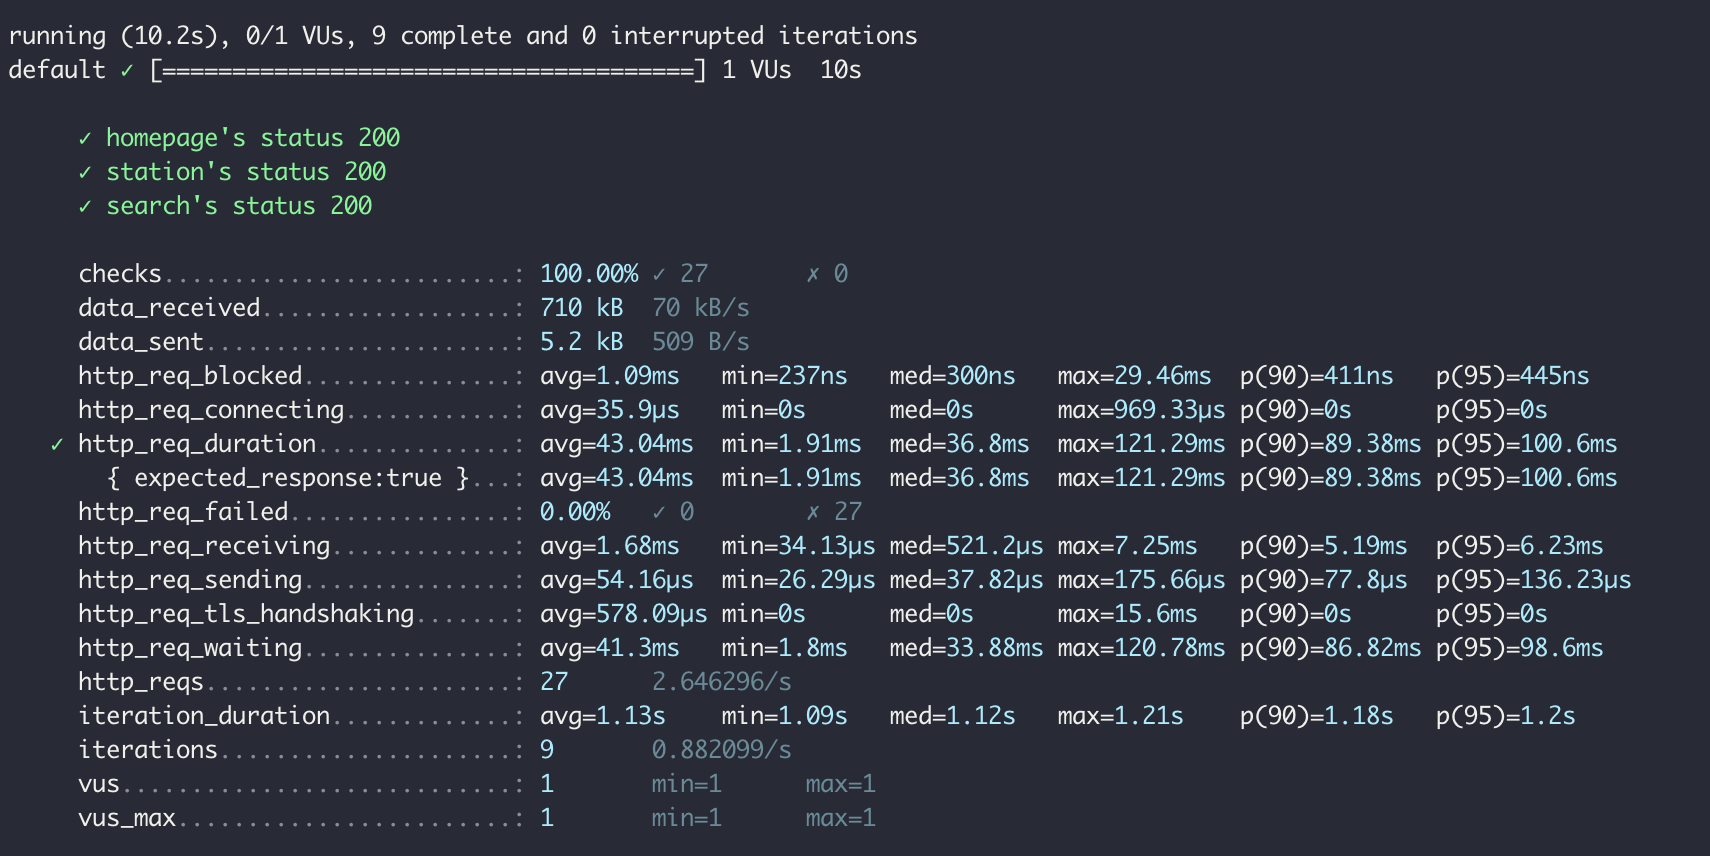 running (10.2s), 0/1 VUs, 9 complete and 0 interrupted iterations
default ✓ [======================================] 1 VUs  10s
✓ homepage's status 200
✓ station's status 200
✓ search's status 200
checks.........................: 100.00% ✓ 27       ✗ 0
data_received..................: 710 kB  70 kB/s
data_sent......................: 5.2 kB  509 B/s
http_req_blocked...............: avg=1.09ms   min=237ns   med=300ns   max=29.46ms  p(90)=411ns   p(95)=445ns
http_req_connecting............: avg=35.9µs   min=0s      med=0s      max=969.33µs p(90)=0s      p(95)=0s
✓ http_req_duration..............: avg=43.04ms  min=1.91ms  med=36.8ms  max=121.29ms p(90)=89.38ms p(95)=100.6ms
{ expected_response:true }...: avg=43.04ms  min=1.91ms  med=36.8ms  max=121.29ms p(90)=89.38ms p(95)=100.6ms
http_req_failed................: 0.00%   ✓ 0        ✗ 27
http_req_receiving.............: avg=1.68ms   min=34.13µs med=521.2µs max=7.25ms   p(90)=5.19ms  p(95)=6.23ms
http_req_sending...............: avg=54.16µs  min=26.29µs med=37.82µs max=175.66µs p(90)=77.8µs  p(95)=136.23µs
http_req_tls_handshaking.......: avg=578.09µs min=0s      med=0s      max=15.6ms   p(90)=0s      p(95)=0s
http_req_waiting...............: avg=41.3ms   min=1.8ms   med=33.88ms max=120.78ms p(90)=86.82ms p(95)=98.6ms
http_reqs......................: 27      2.646296/s
iteration_duration.............: avg=1.13s    min=1.09s   med=1.12s   max=1.21s    p(90)=1.18s   p(95)=1.2s
iterations.....................: 9       0.882099/s
vus............................: 1       min=1      max=1
vus_max........................: 1       min=1      max=1